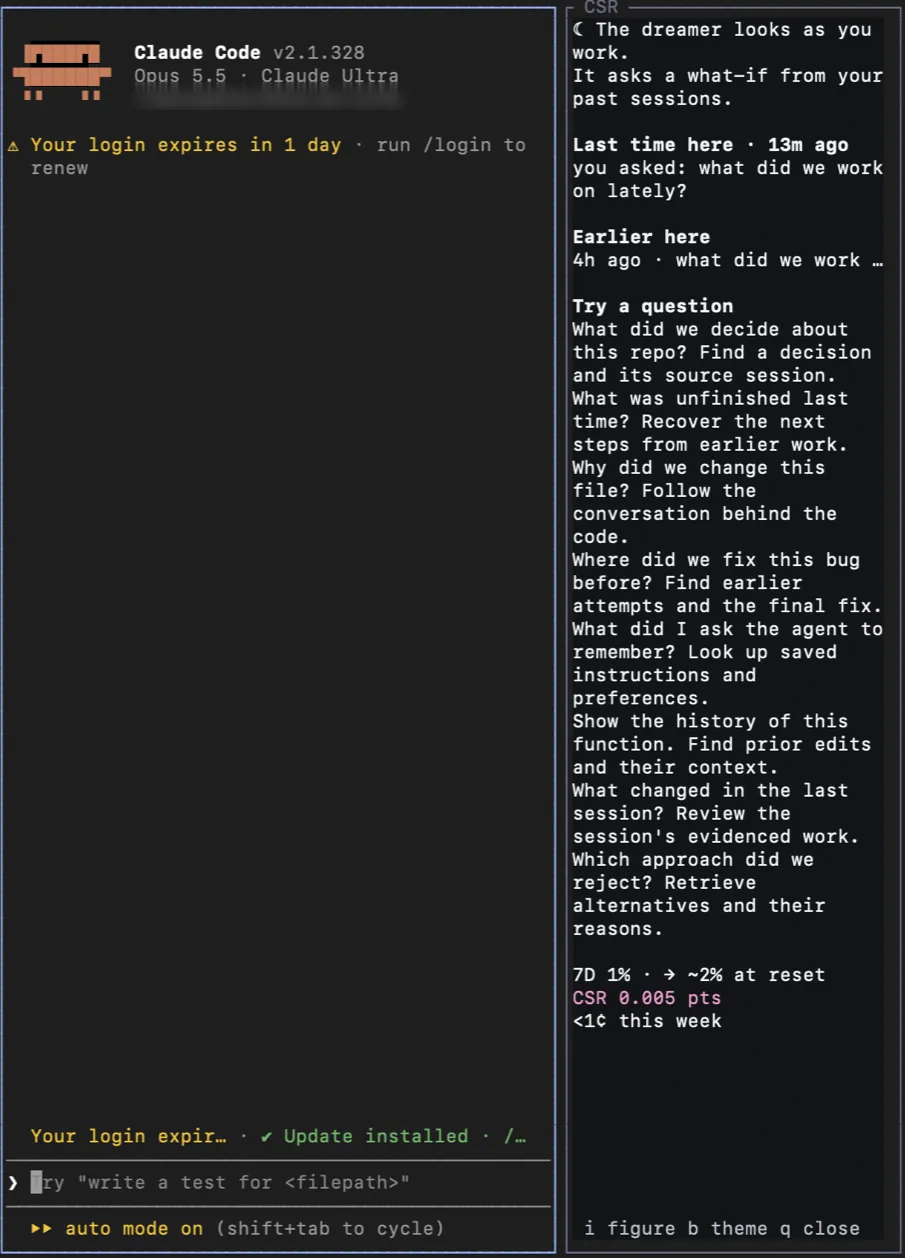 Claude Code v2.1.328
Opus 5.5 · Claude Ultra
⚠ Your login expires in 1 day · run /login to
renew
Your login expir… · ✔ Update installed · /…
❯ Try "write a test for <filepath>"
⏵⏵ auto mode on (shift+tab to cycle)
CSR
☾ The dreamer looks as you
work.
It asks a what-if from your
past sessions.
Last time here · 13m ago
you asked: what did we work
on lately?
Earlier here
4h ago · what did we work …
Try a question
What did we decide about
this repo? Find a decision
and its source session.
What was unfinished last
time? Recover the next
steps from earlier work.
Why did we change this
file? Follow the
conversation behind the
code.
Where did we fix this bug
before? Find earlier
attempts and the final fix.
What did I ask the agent to
remember? Look up saved
instructions and
preferences.
Show the history of this
function. Find prior edits
and their context.
What changed in the last
session? Review the
session's evidenced work.
Which approach did we
reject? Retrieve
alternatives and their
reasons.
7D 1% · → ~2% at reset
CSR 0.005 pts
<1¢ this week
i figure b theme q close